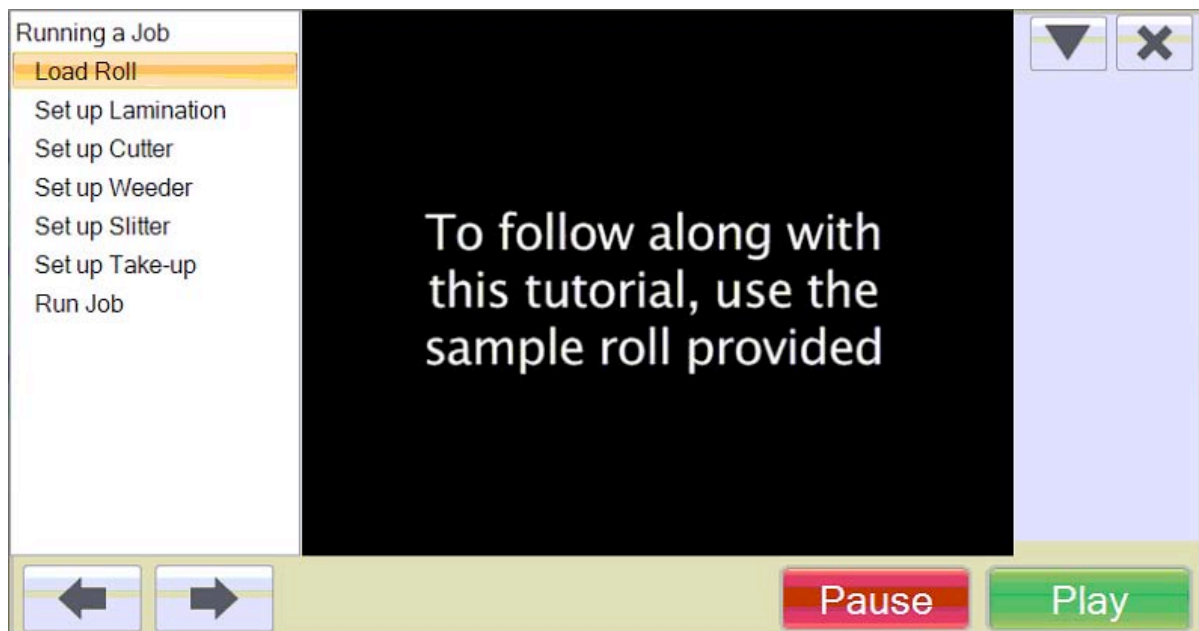 Running a Job
Load Roll
Set up Lamination
Set up Cutter
Set up Weeder
Set up Slitter
Set up Take-up
Run Job
To follow along with
this tutorial, use the
sample roll provided
Pause
Play